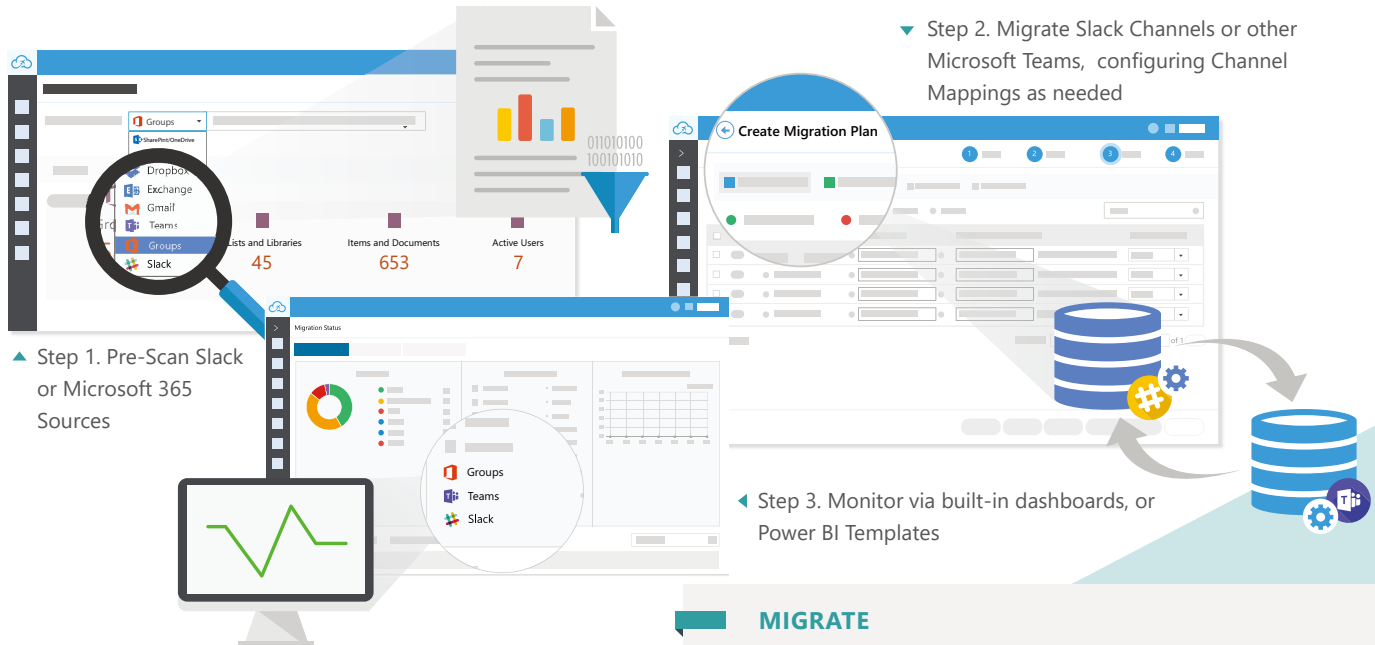 Groups
SharePint/OneDrive
Dropbox
Exchange
Gmail
Teams
Groups
Slack
Lists and Libraries
45
Items and Documents
653
Active Users
7
011010100
100101010
Step 1. Pre-Scan Slack
or Microsoft 365
Sources
Step 2. Migrate Slack Channels or other
Microsoft Teams, configuring Channel
Mappings as needed
Create Migration Plan
1
2
3
4
of 1
Migration Status
Groups
Teams
Slack
Step 3. Monitor via built-in dashboards, or
Power BI Templates
MIGRATE